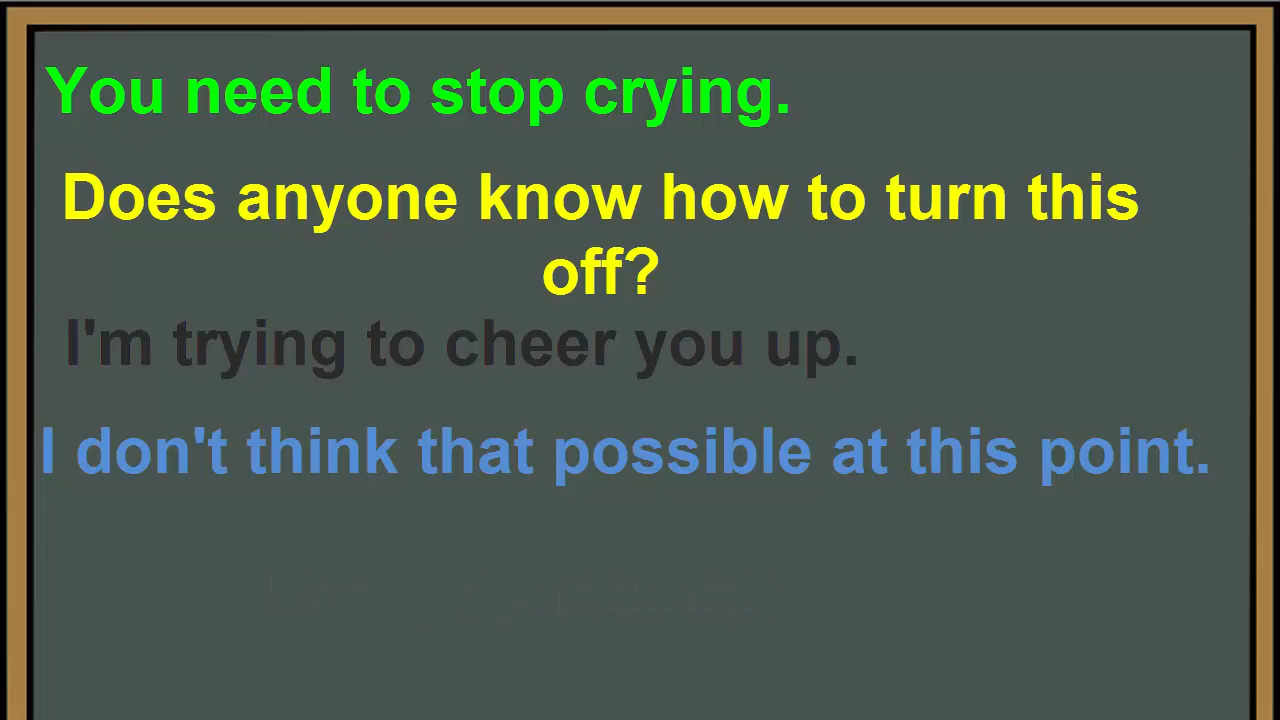 You need to stop crying.
Does anyone know how to turn this
off?
I'm trying to cheer you up.
I don't think that possible at this point.